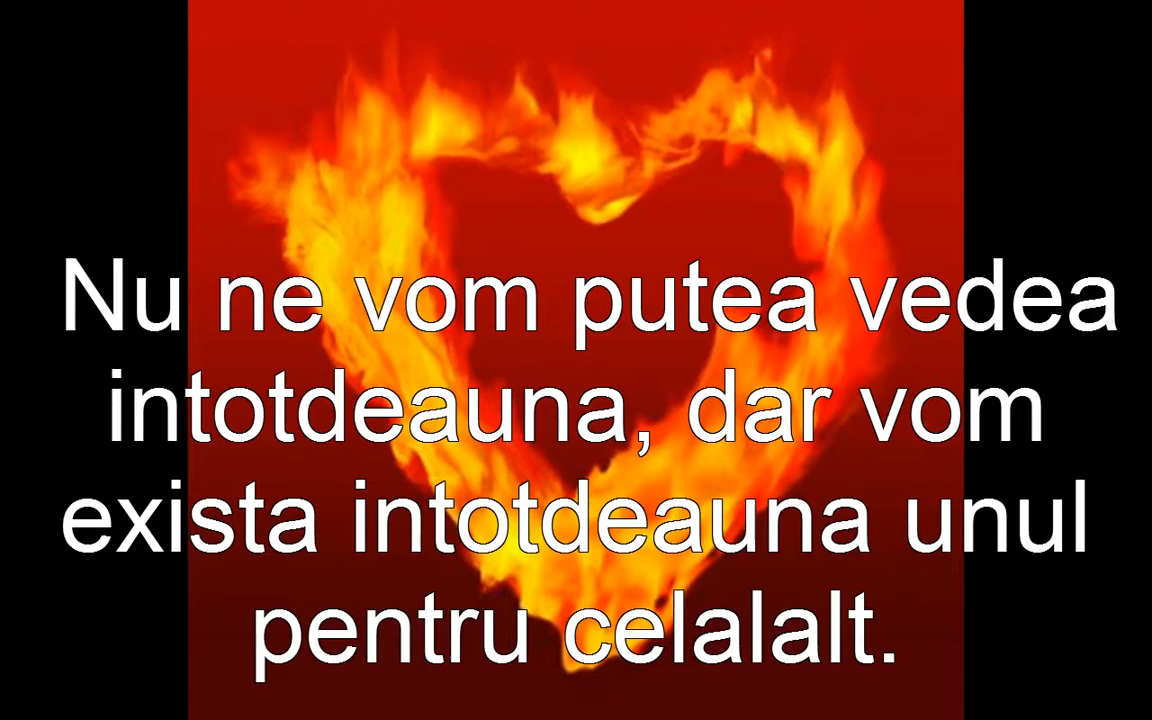 Nu ne vom putea vedea
intotdeauna, dar vom
exista intotdeauna unul
pentru celalalt.